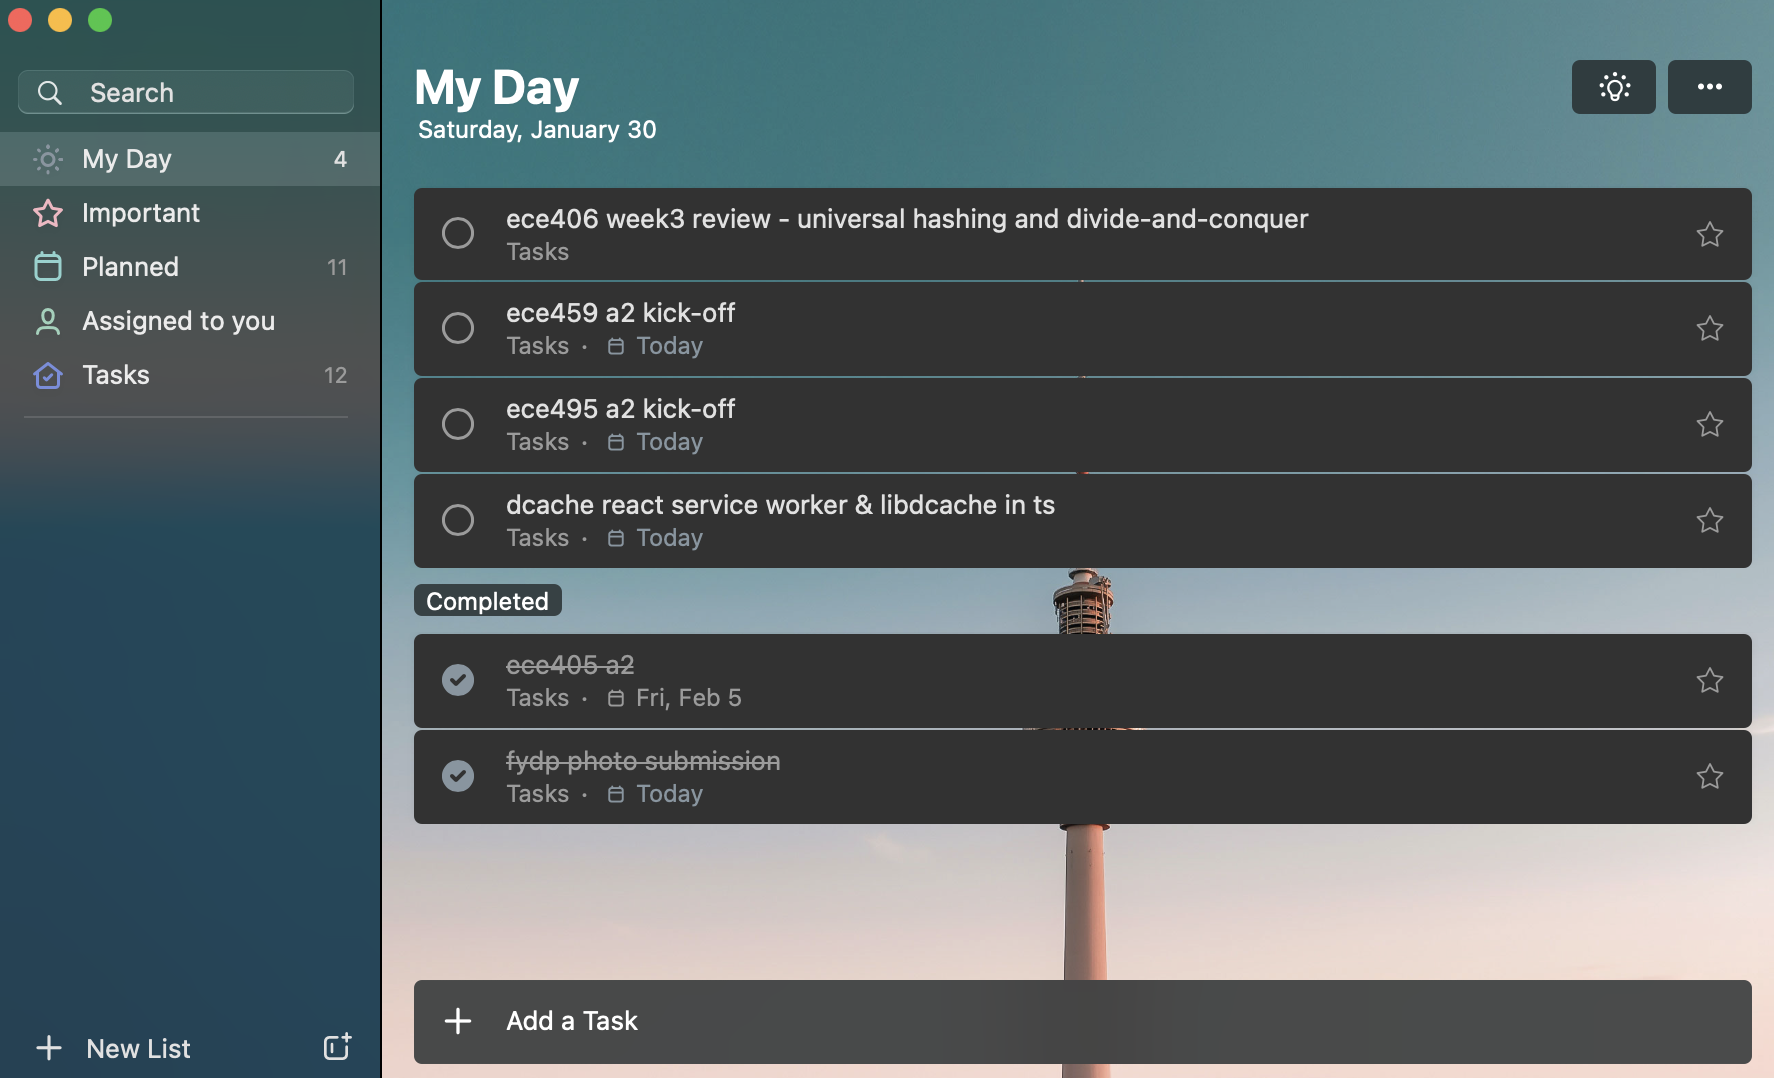 Search
My Day 4
Important
Planned 11
Assigned to you
Tasks 12
New List
My Day
Saturday, January 30
ece406 week3 review - universal hashing and divide-and-conquer
Tasks
ece459 a2 kick-off
Tasks · Today
ece495 a2 kick-off
Tasks · Today
dcache react service worker & libdcache in ts
Tasks · Today
Completed
ece405 a2
Tasks · Fri, Feb 5
fydp photo submission
Tasks · Today
Add a Task